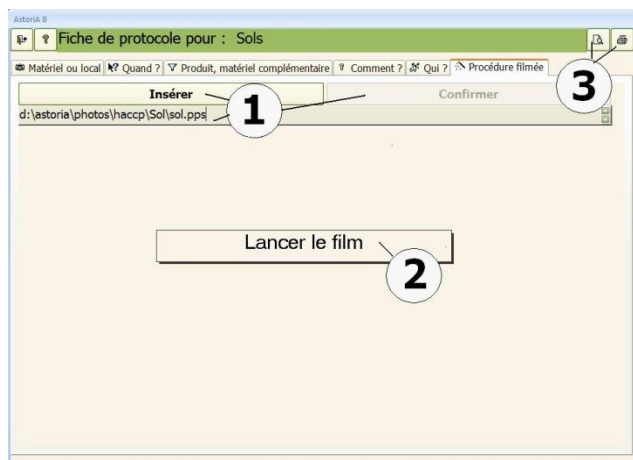 AstoriA 8
? Fiche de protocole pour : Sols
Matériel ou local ? Quand ? Produit, matériel complémentaire ? Comment ? Qui ? Procédure filmée
Insérer Confirmer
1
3
d:\astoria\photos\haccp\Sol\sol.pps
Lancer le film
2